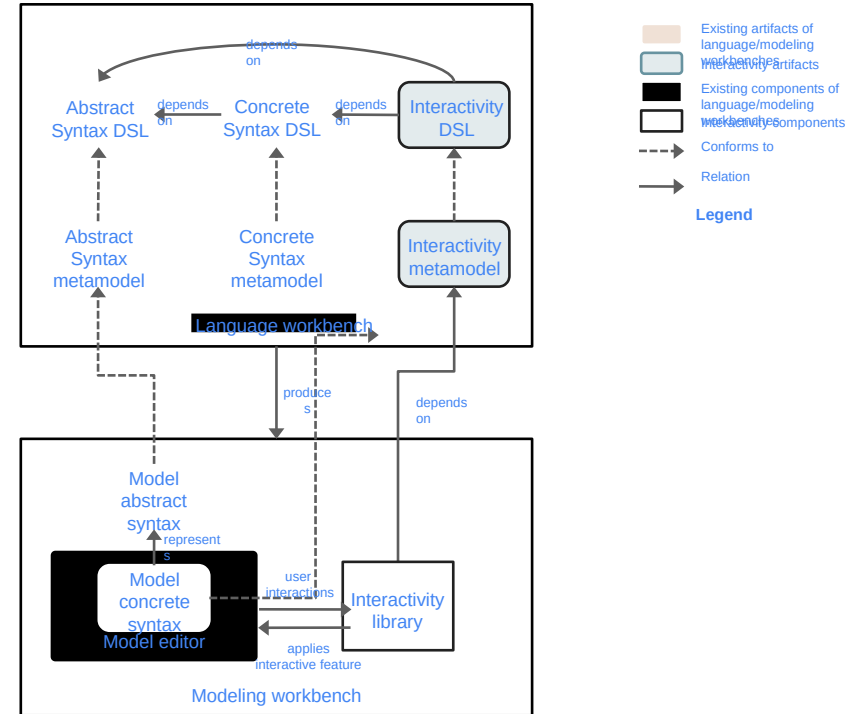 depends
on
Abstract
Syntax DSL
depends
on
Concrete
Syntax DSL
depends
on
Interactivity
DSL
Abstract
Syntax
metamodel
Concrete
Syntax
metamodel
Interactivity
metamodel
Language workbench
produce
s
depends
on
Model
abstract
syntax
represent
s
Model
concrete
syntax
Model editor
user
interactions
Interactivity
library
applies
interactive feature
Modeling workbench
Existing artifacts of
language/modeling
workbenches
Interactivity artifacts
Existing components of
language/modeling
workbenches
Interactivity components
Conforms to
Relation
Legend